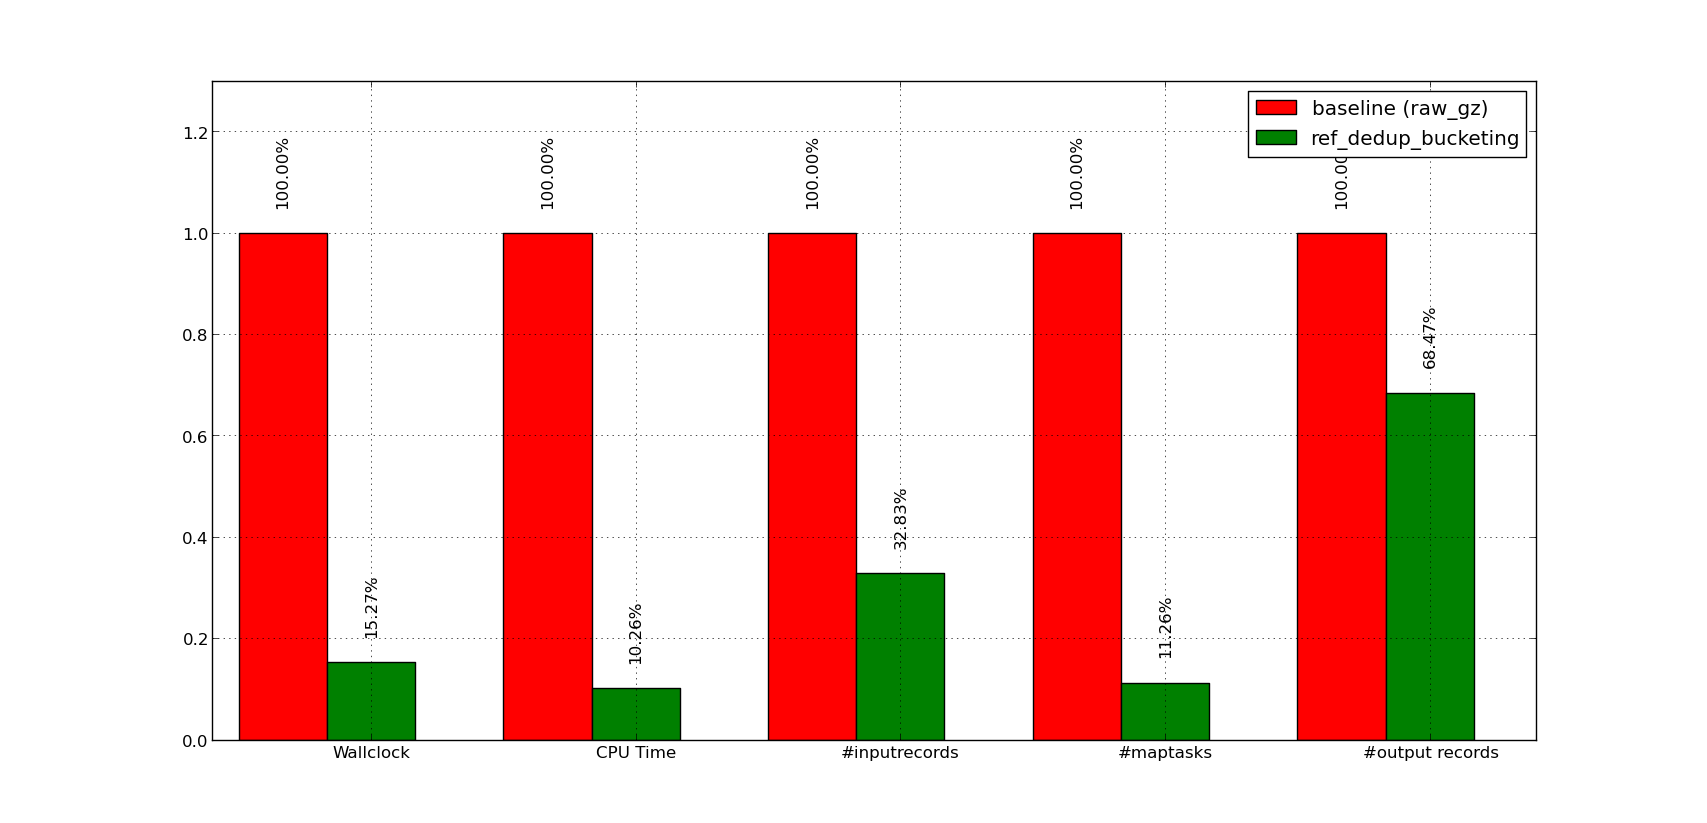 baseline (raw_gz)
ref_dedup_bucketing
1.2
1.0
0.8
0.6
0.4
0.2
0.0
100.00%
15.27%
100.00%
10.26%
100.00%
32.83%
100.00%
11.26%
68.47%
Wallclock
CPU Time
#inputrecords
#maptasks
#output records